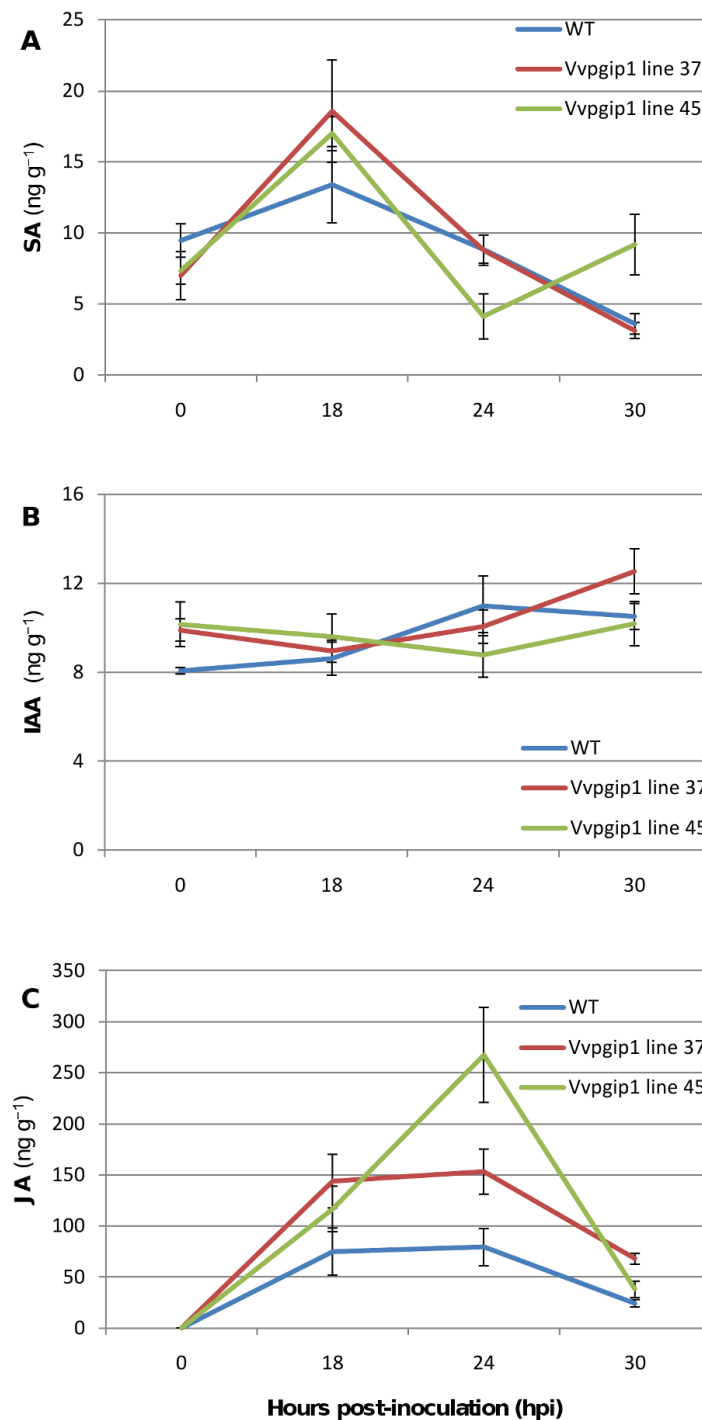 A
SA (ng g⁻¹)
25
20
15
10
5
0
0 18 24 30
WT
Vvpgip1 line 37
Vvpgip1 line 45
B
IAA (ng g⁻¹)
16
12
8
4
0
0 18 24 30
WT
Vvpgip1 line 37
Vvpgip1 line 45
C
JA (ng g⁻¹)
350
300
250
200
150
100
50
0
0 18 24 30
WT
Vvpgip1 line 37
Vvpgip1 line 45
Hours post-inoculation (hpi)